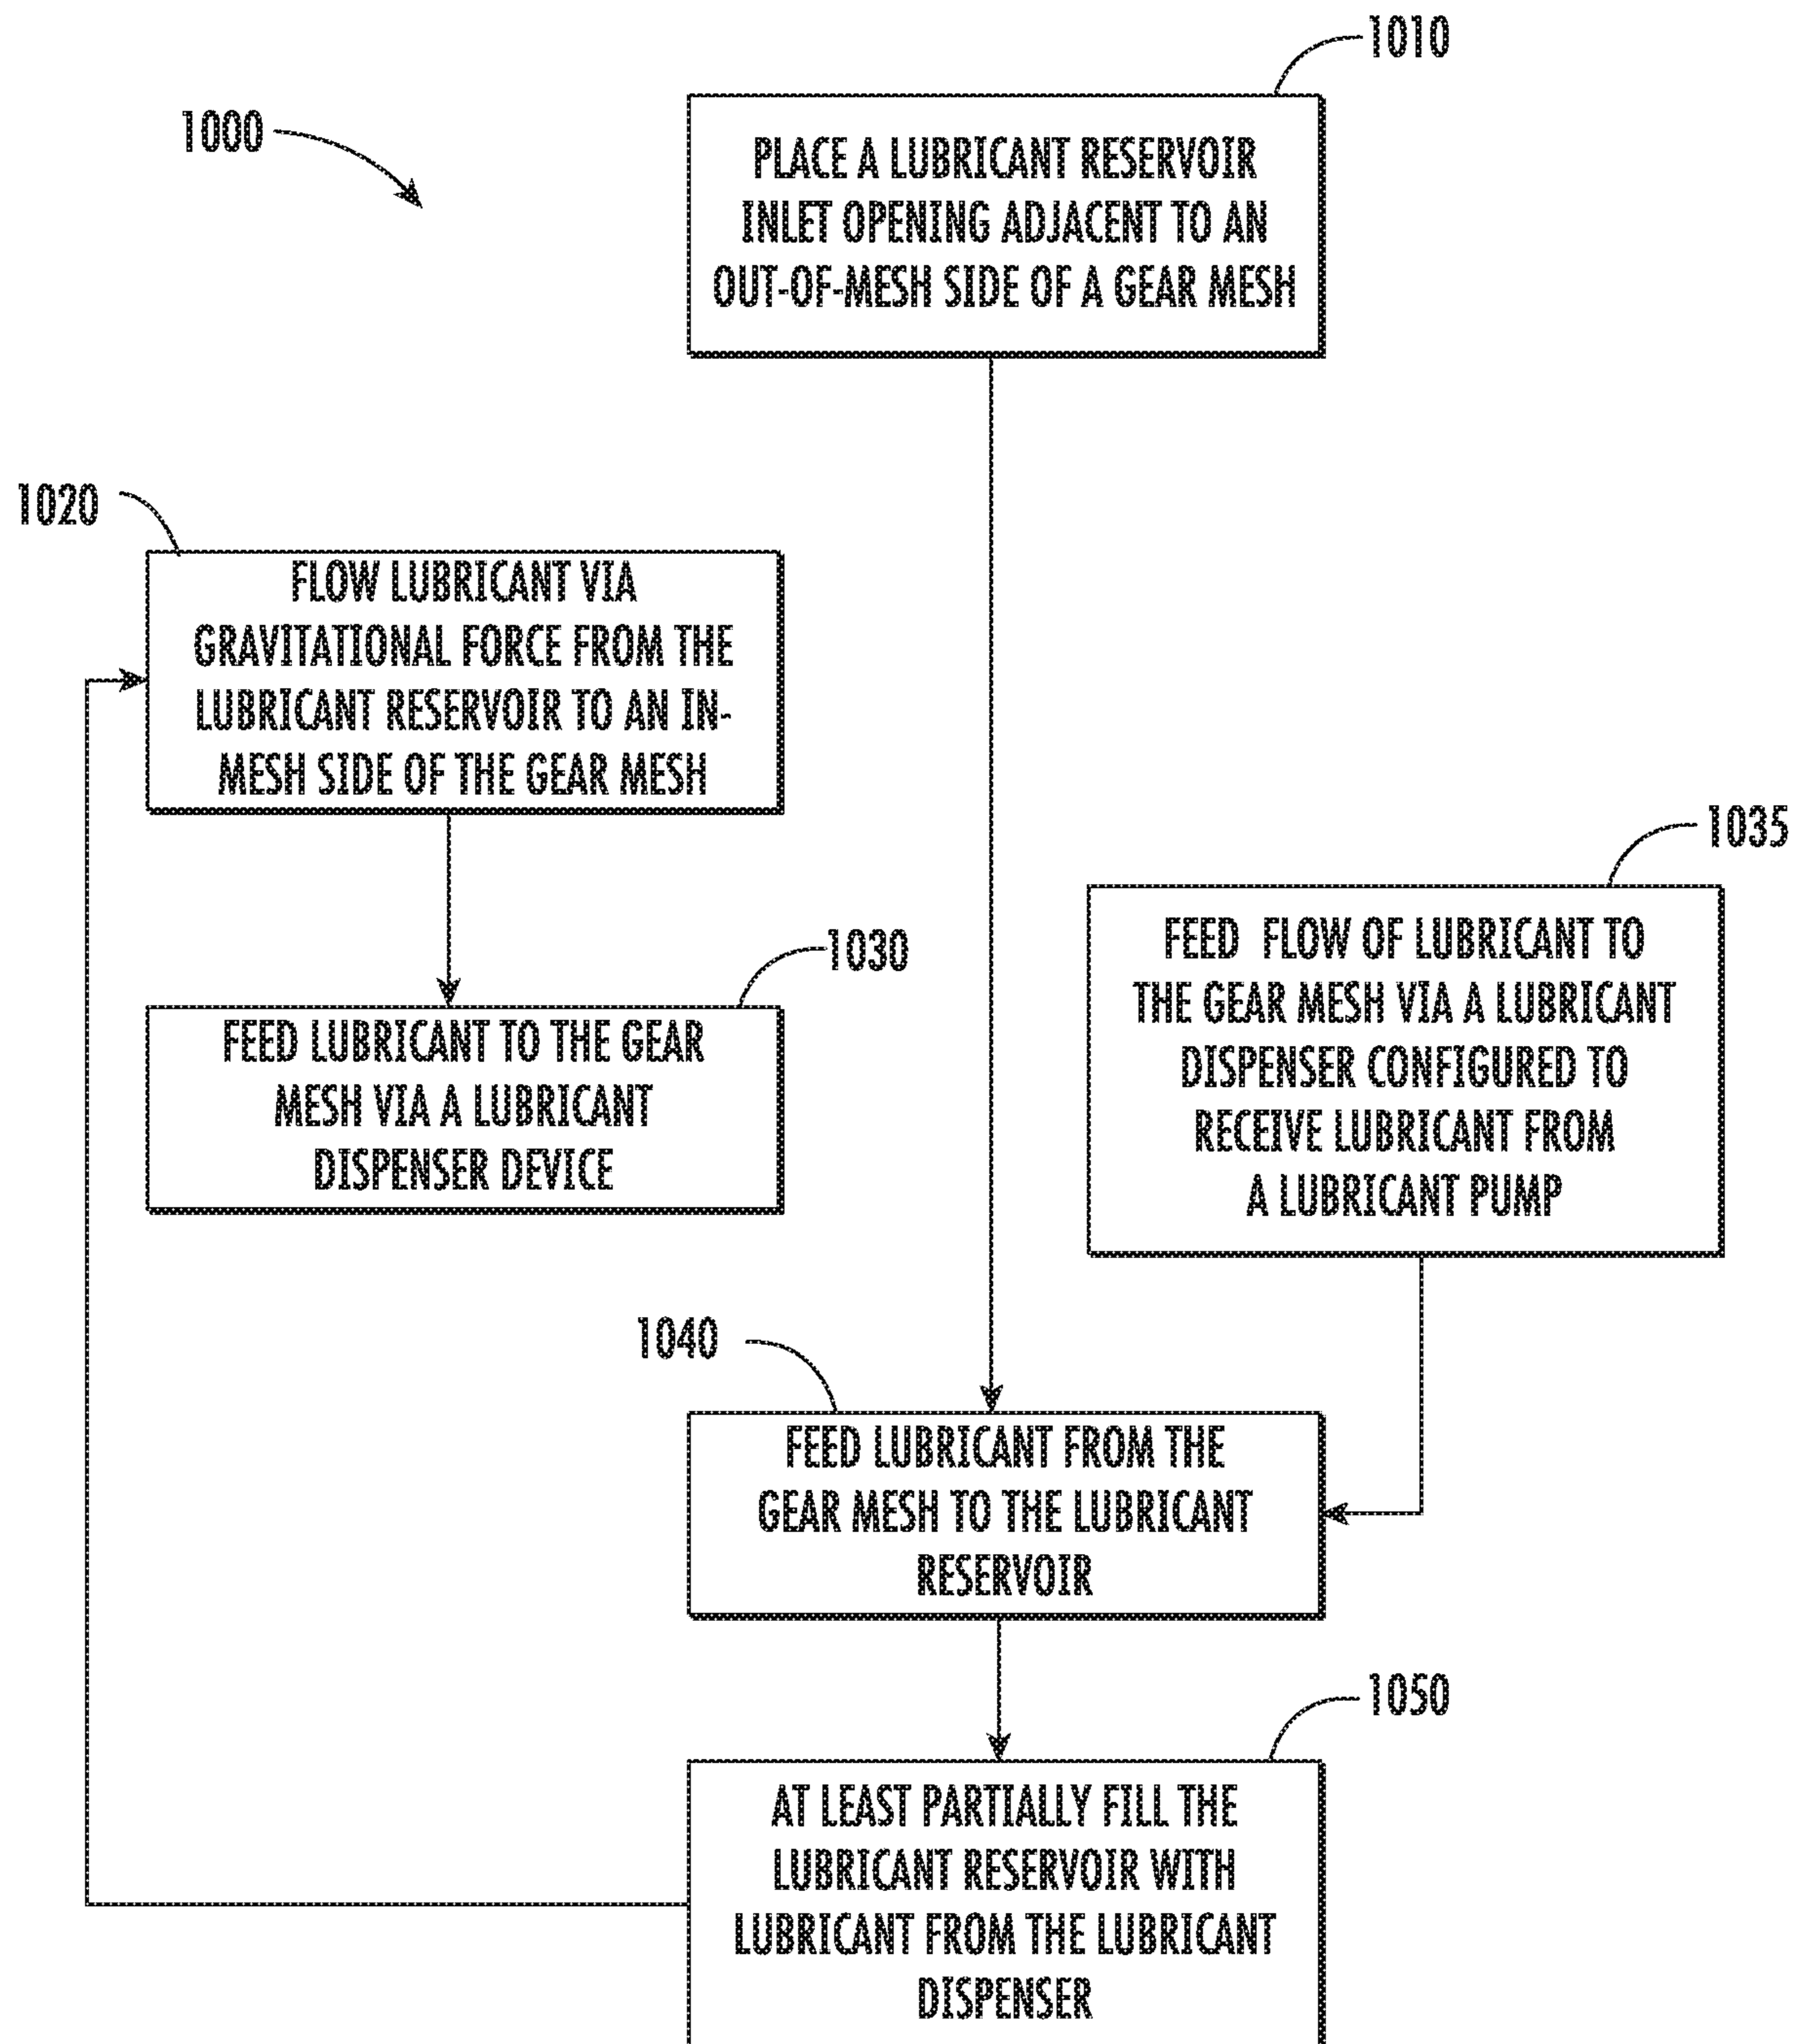 1010
1000
PLACE A LUBRICANT RESERVOIR
INLET OPENING ADJACENT TO AN
OUT-OF-MESH SIDE OF A GEAR MESH
1020
FLOW LUBRICANT VIA
GRAVITATIONAL FORCE FROM THE
LUBRICANT RESERVOIR TO AN IN-
MESH SIDE OF THE GEAR MESH
1030
FEED LUBRICANT TO THE GEAR
MESH VIA A LUBRICANT
DISPENSER DEVICE
1035
FEED FLOW OF LUBRICANT TO
THE GEAR MESH VIA A LUBRICANT
DISPENSER CONFIGURED TO
RECEIVE LUBRICANT FROM
A LUBRICANT PUMP
1040
FEED LUBRICANT FROM THE
GEAR MESH TO THE LUBRICANT
RESERVOIR
1050
AT LEAST PARTIALLY FILL THE
LUBRICANT RESERVOIR WITH
LUBRICANT FROM THE LUBRICANT
DISPENSER